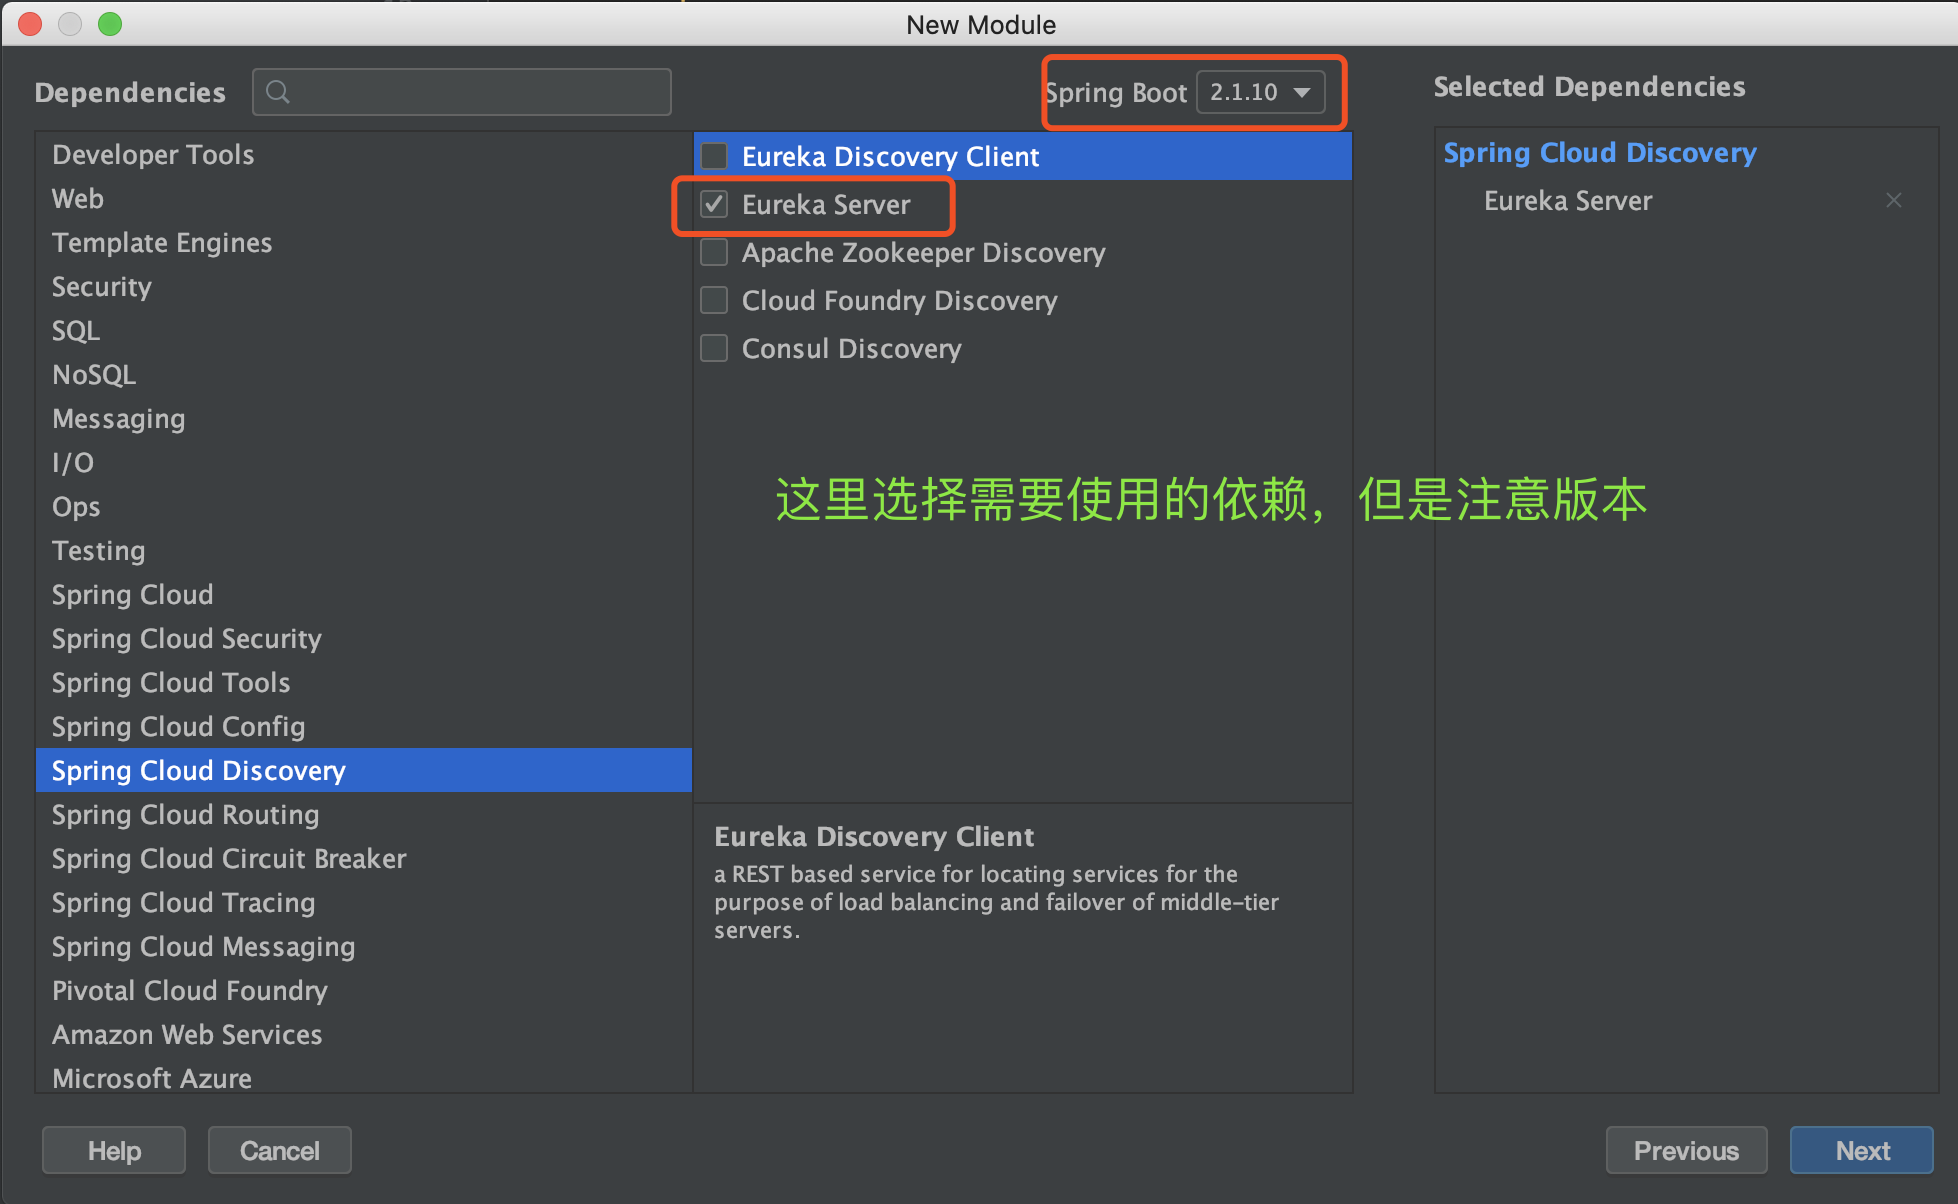 New Module
Dependencies
Spring Boot 2.1.10
Selected Dependencies
Developer Tools
Web
Template Engines
Security
SQL
NoSQL
Messaging
I/O
Ops
Testing
Spring Cloud
Spring Cloud Security
Spring Cloud Tools
Spring Cloud Config
Spring Cloud Discovery
Spring Cloud Routing
Spring Cloud Circuit Breaker
Spring Cloud Tracing
Spring Cloud Messaging
Pivotal Cloud Foundry
Amazon Web Services
Microsoft Azure
Eureka Discovery Client
Eureka Server
Apache Zookeeper Discovery
Cloud Foundry Discovery
Consul Discovery
这里选择需要使用的依赖，但是注意版本
Eureka Discovery Client
a REST based service for locating services for the
purpose of load balancing and failover of middle-tier
servers.
Spring Cloud Discovery
Eureka Server
Help
Cancel
Previous
Next